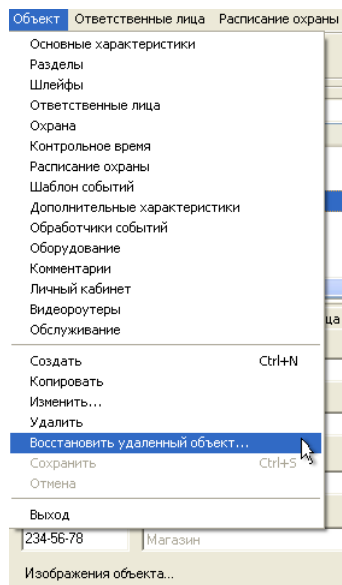 Объект Ответственные лица Расписание охраны
Основные характеристики
Разделы
Шлейфы
Ответственные лица
Охрана
Контрольное время
Расписание охраны
Шаблон событий
Дополнительные характеристики
Обработчики событий
Оборудование
Комментарии
Личный кабинет
Видеороутеры
Обслуживание
Создать Ctrl+N
Копировать
Изменить...
Удалить
Восстановить удаленный объект...
Сохранить Ctrl+S
Отмена
Выход
234-56-78 Магазин
Изображения объекта...